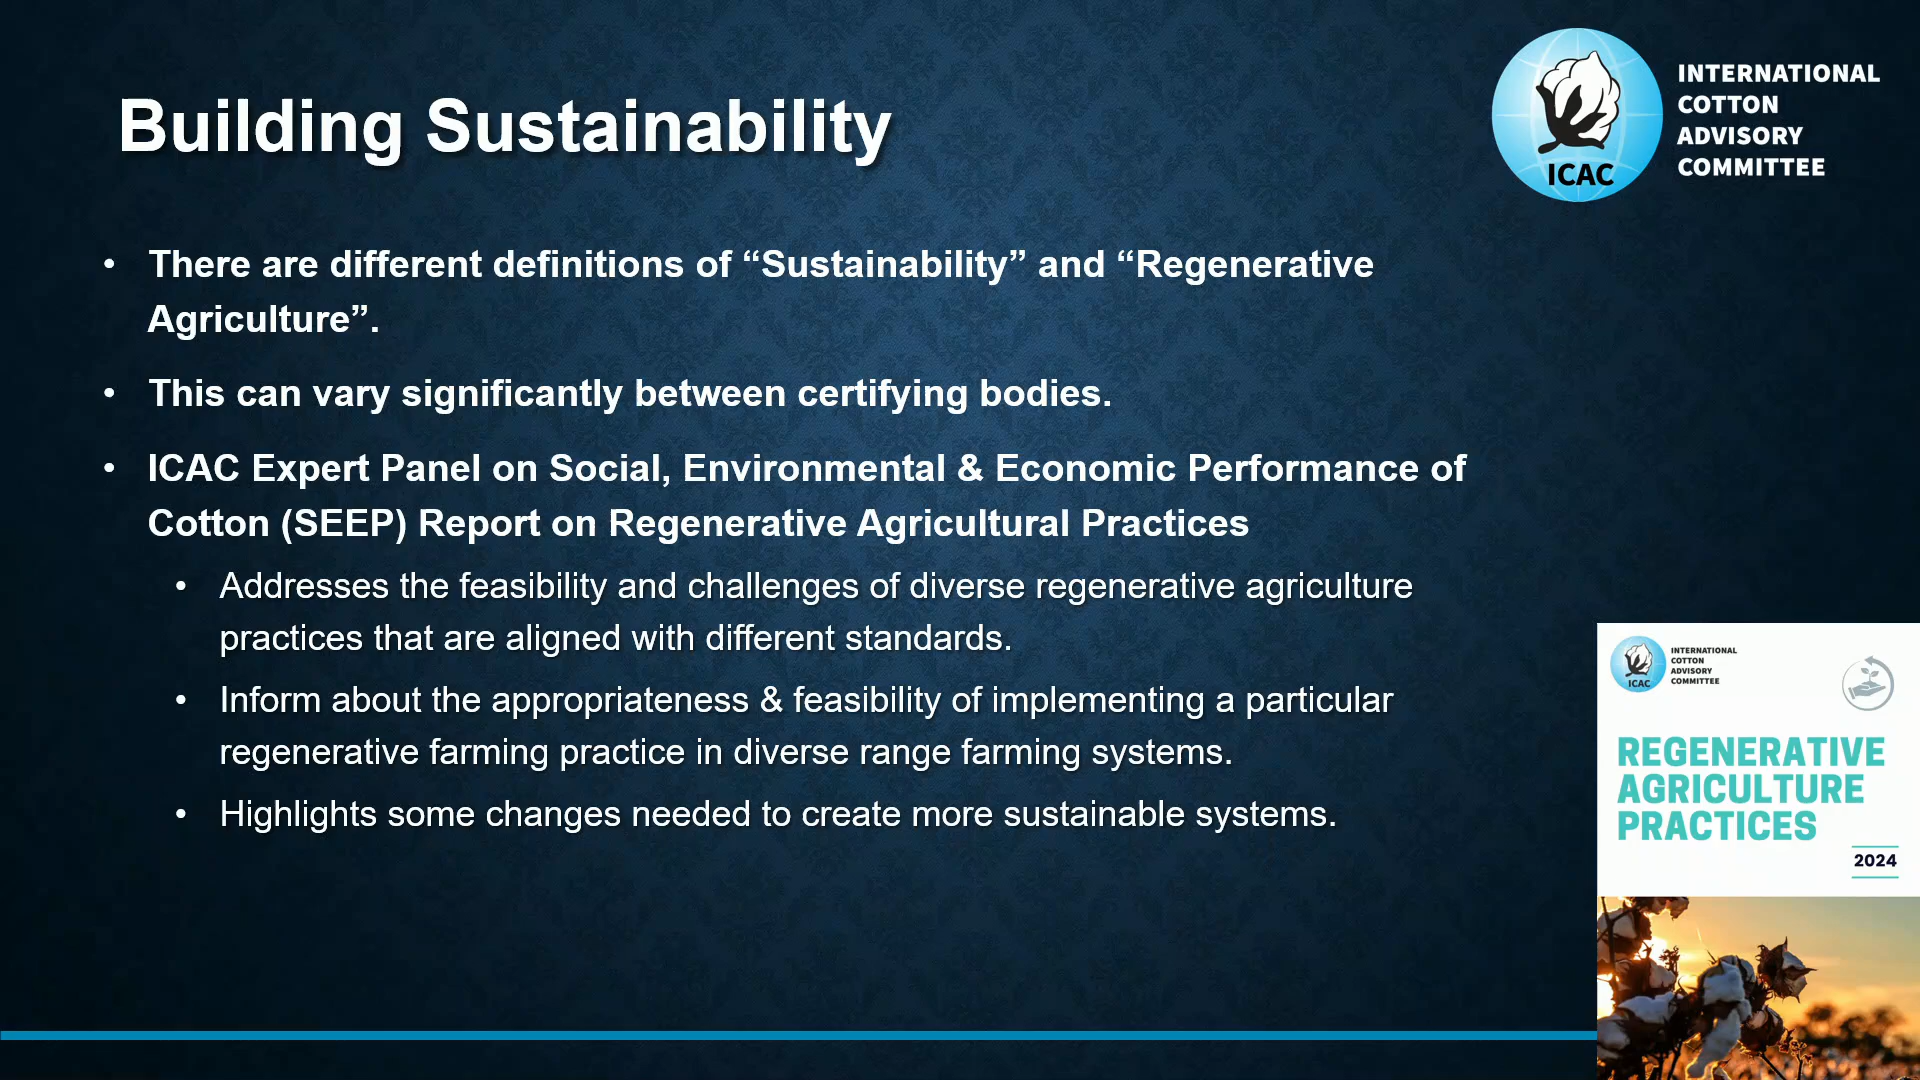 Building Sustainability
ICAC
INTERNATIONAL
COTTON
ADVISORY
COMMITTEE
• There are different definitions of “Sustainability” and “Regenerative
Agriculture”.
• This can vary significantly between certifying bodies.
• ICAC Expert Panel on Social, Environmental & Economic Performance of
Cotton (SEEP) Report on Regenerative Agricultural Practices
• Addresses the feasibility and challenges of diverse regenerative agriculture
practices that are aligned with different standards.
• Inform about the appropriateness & feasibility of implementing a particular
regenerative farming practice in diverse range farming systems.
• Highlights some changes needed to create more sustainable systems.
ICAC
INTERNATIONAL
COTTON
ADVISORY
COMMITTEE
REGENERATIVE
AGRICULTURE
PRACTICES
2024